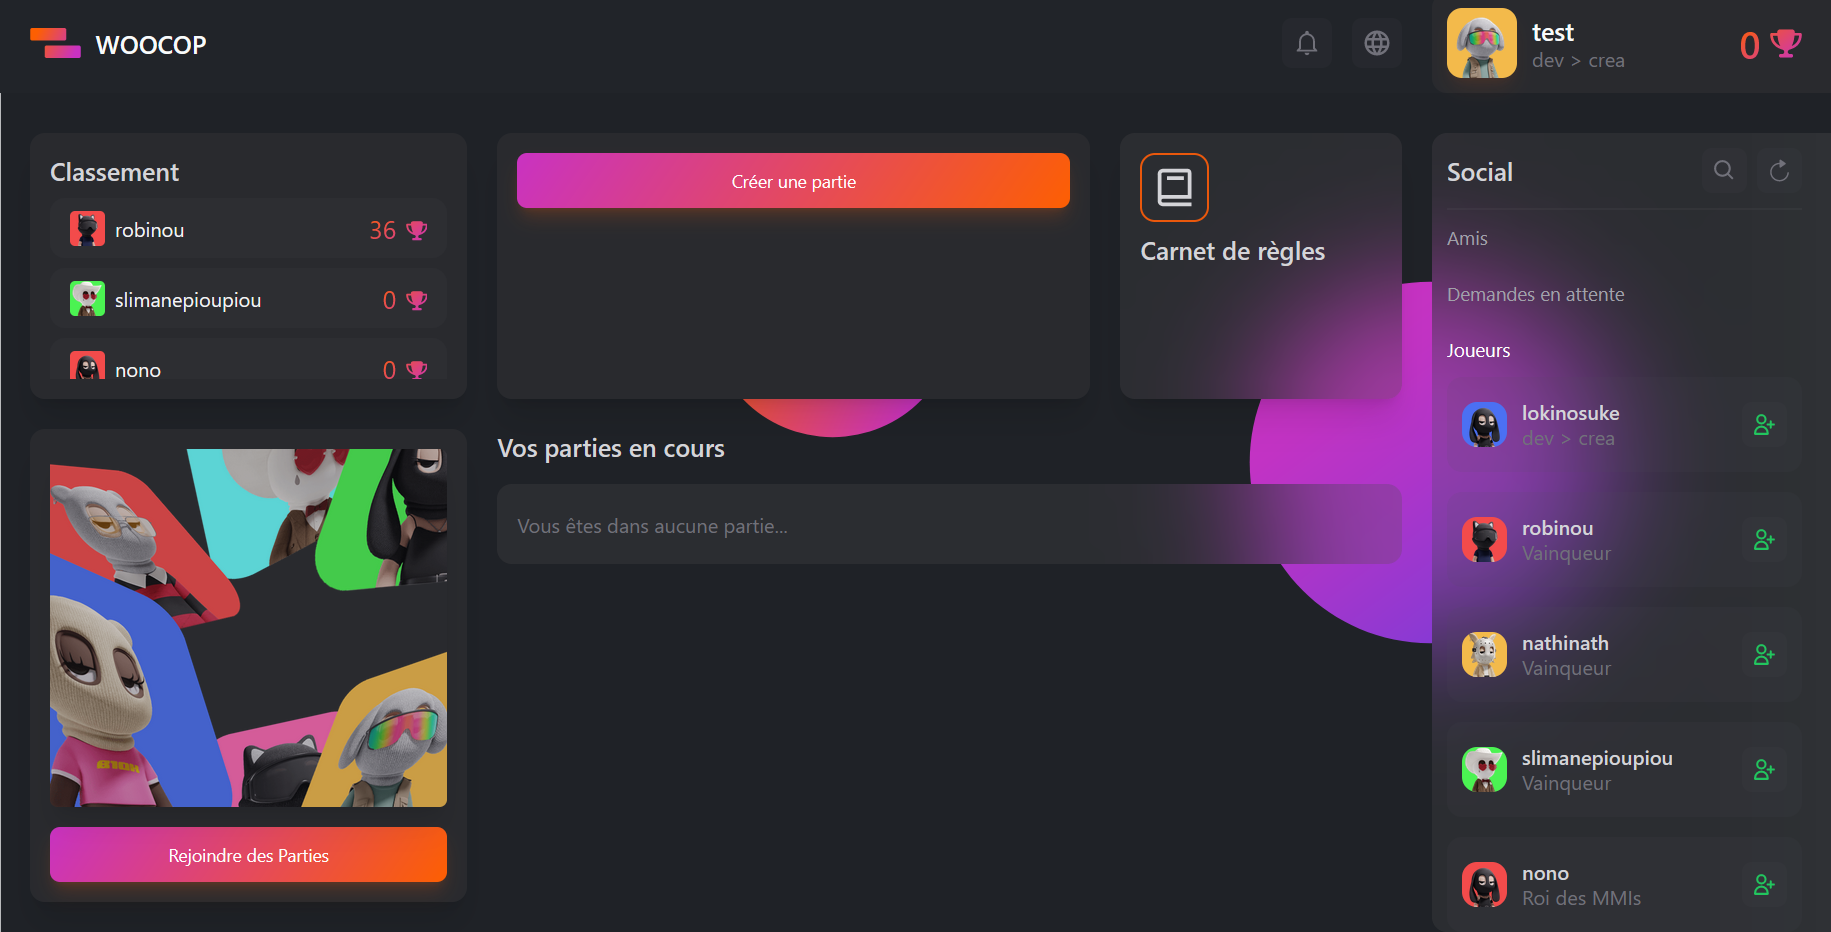 WOOCOP
test
dev > crea
0
Classement
robinou
36
slimanepioupiou
0
nono
0
Rejoindre des Parties
Créer une partie
Carnet de règles
Vos parties en cours
Vous êtes dans aucune partie...
Social
Amis
Demandes en attente
Joueurs
lokinosuke
dev > crea
robinou
Vainqueur
nathinath
Vainqueur
slimanepioupiou
Vainqueur
nono
Roi des MMIs